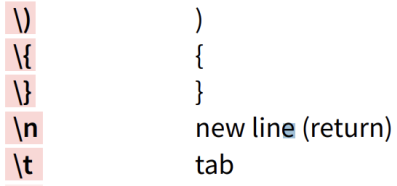 \) )
\{ {
\} }
\n new line (return)
\t tab